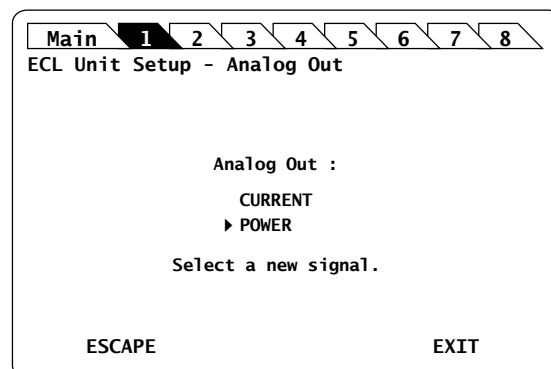 Main 1 2 3 4 5 6 7 8
ECL Unit Setup - Analog Out
Analog Out :
CURRENT
POWER
Select a new signal.
ESCAPE EXIT